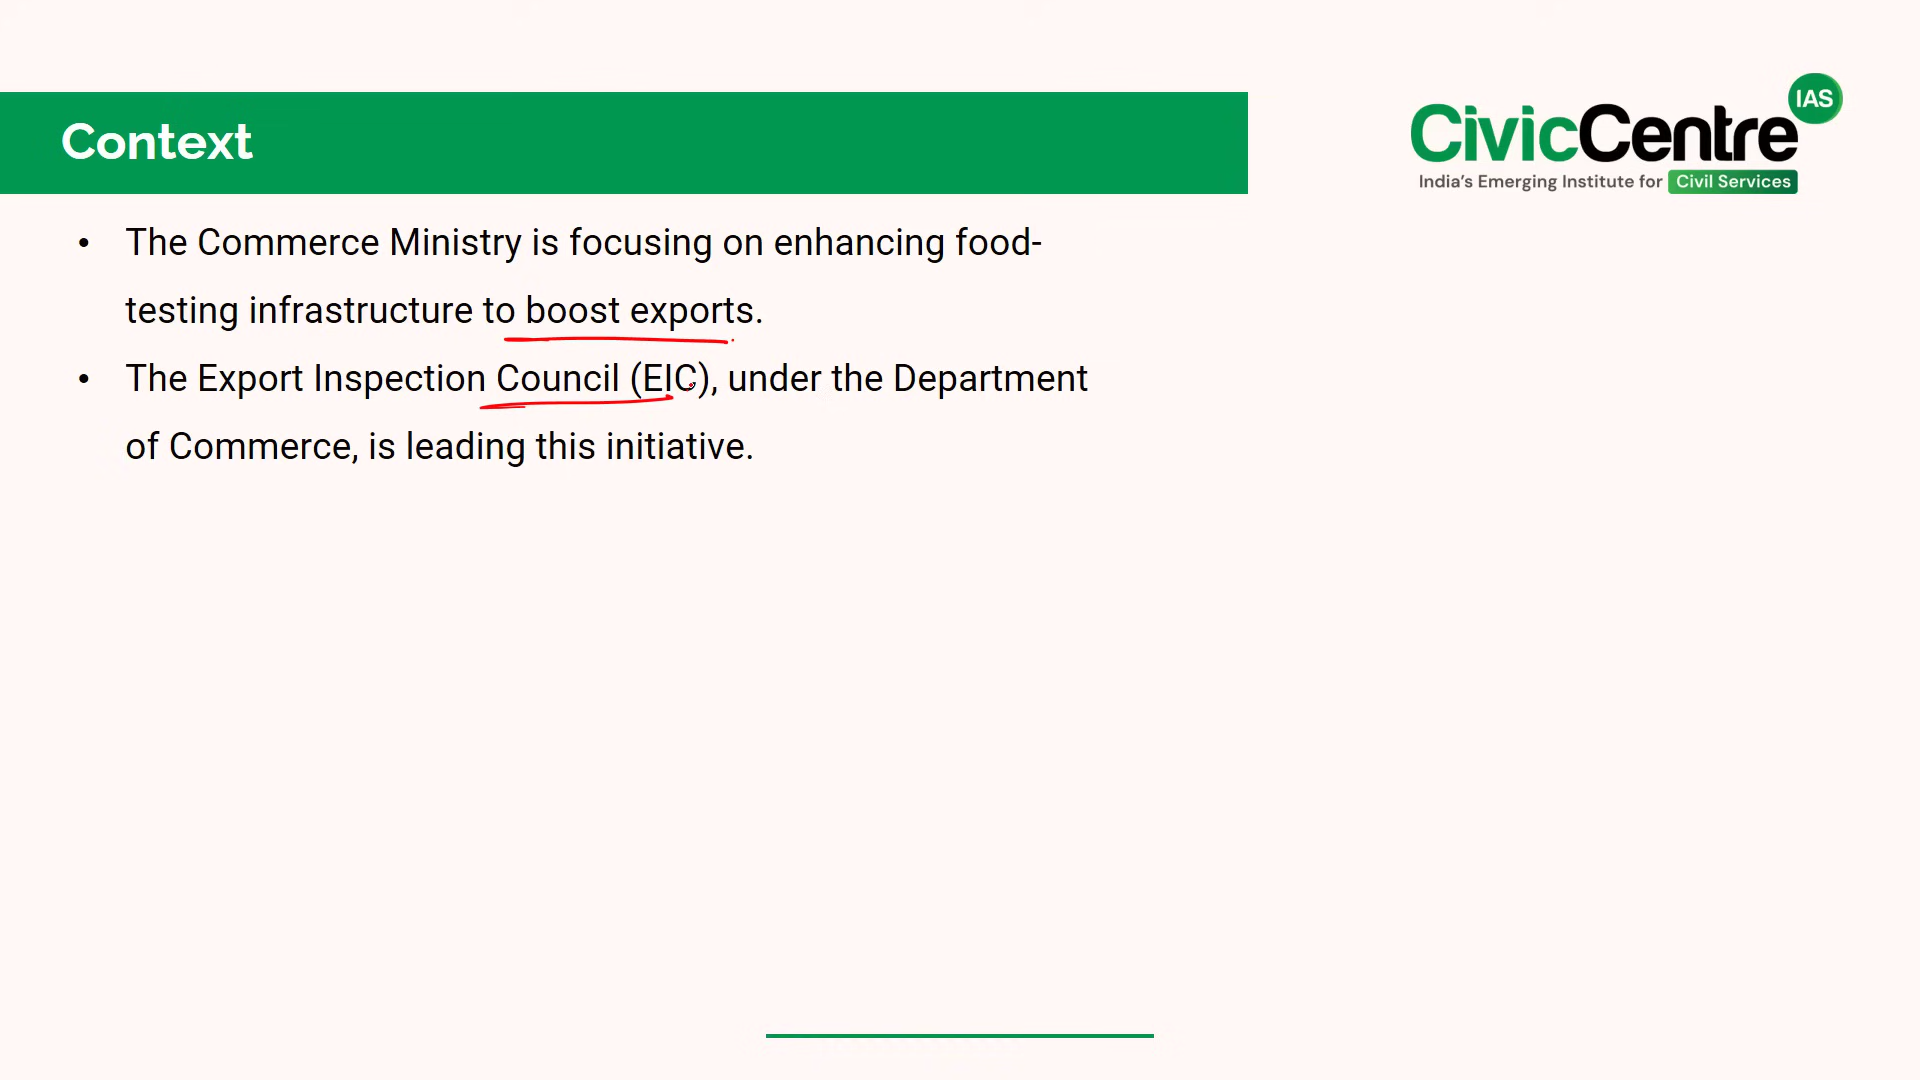 Context
CivicCentre IAS
India's Emerging Institute for Civil Services
• The Commerce Ministry is focusing on enhancing food-
testing infrastructure to boost exports.
• The Export Inspection Council (EIC), under the Department
of Commerce, is leading this initiative.